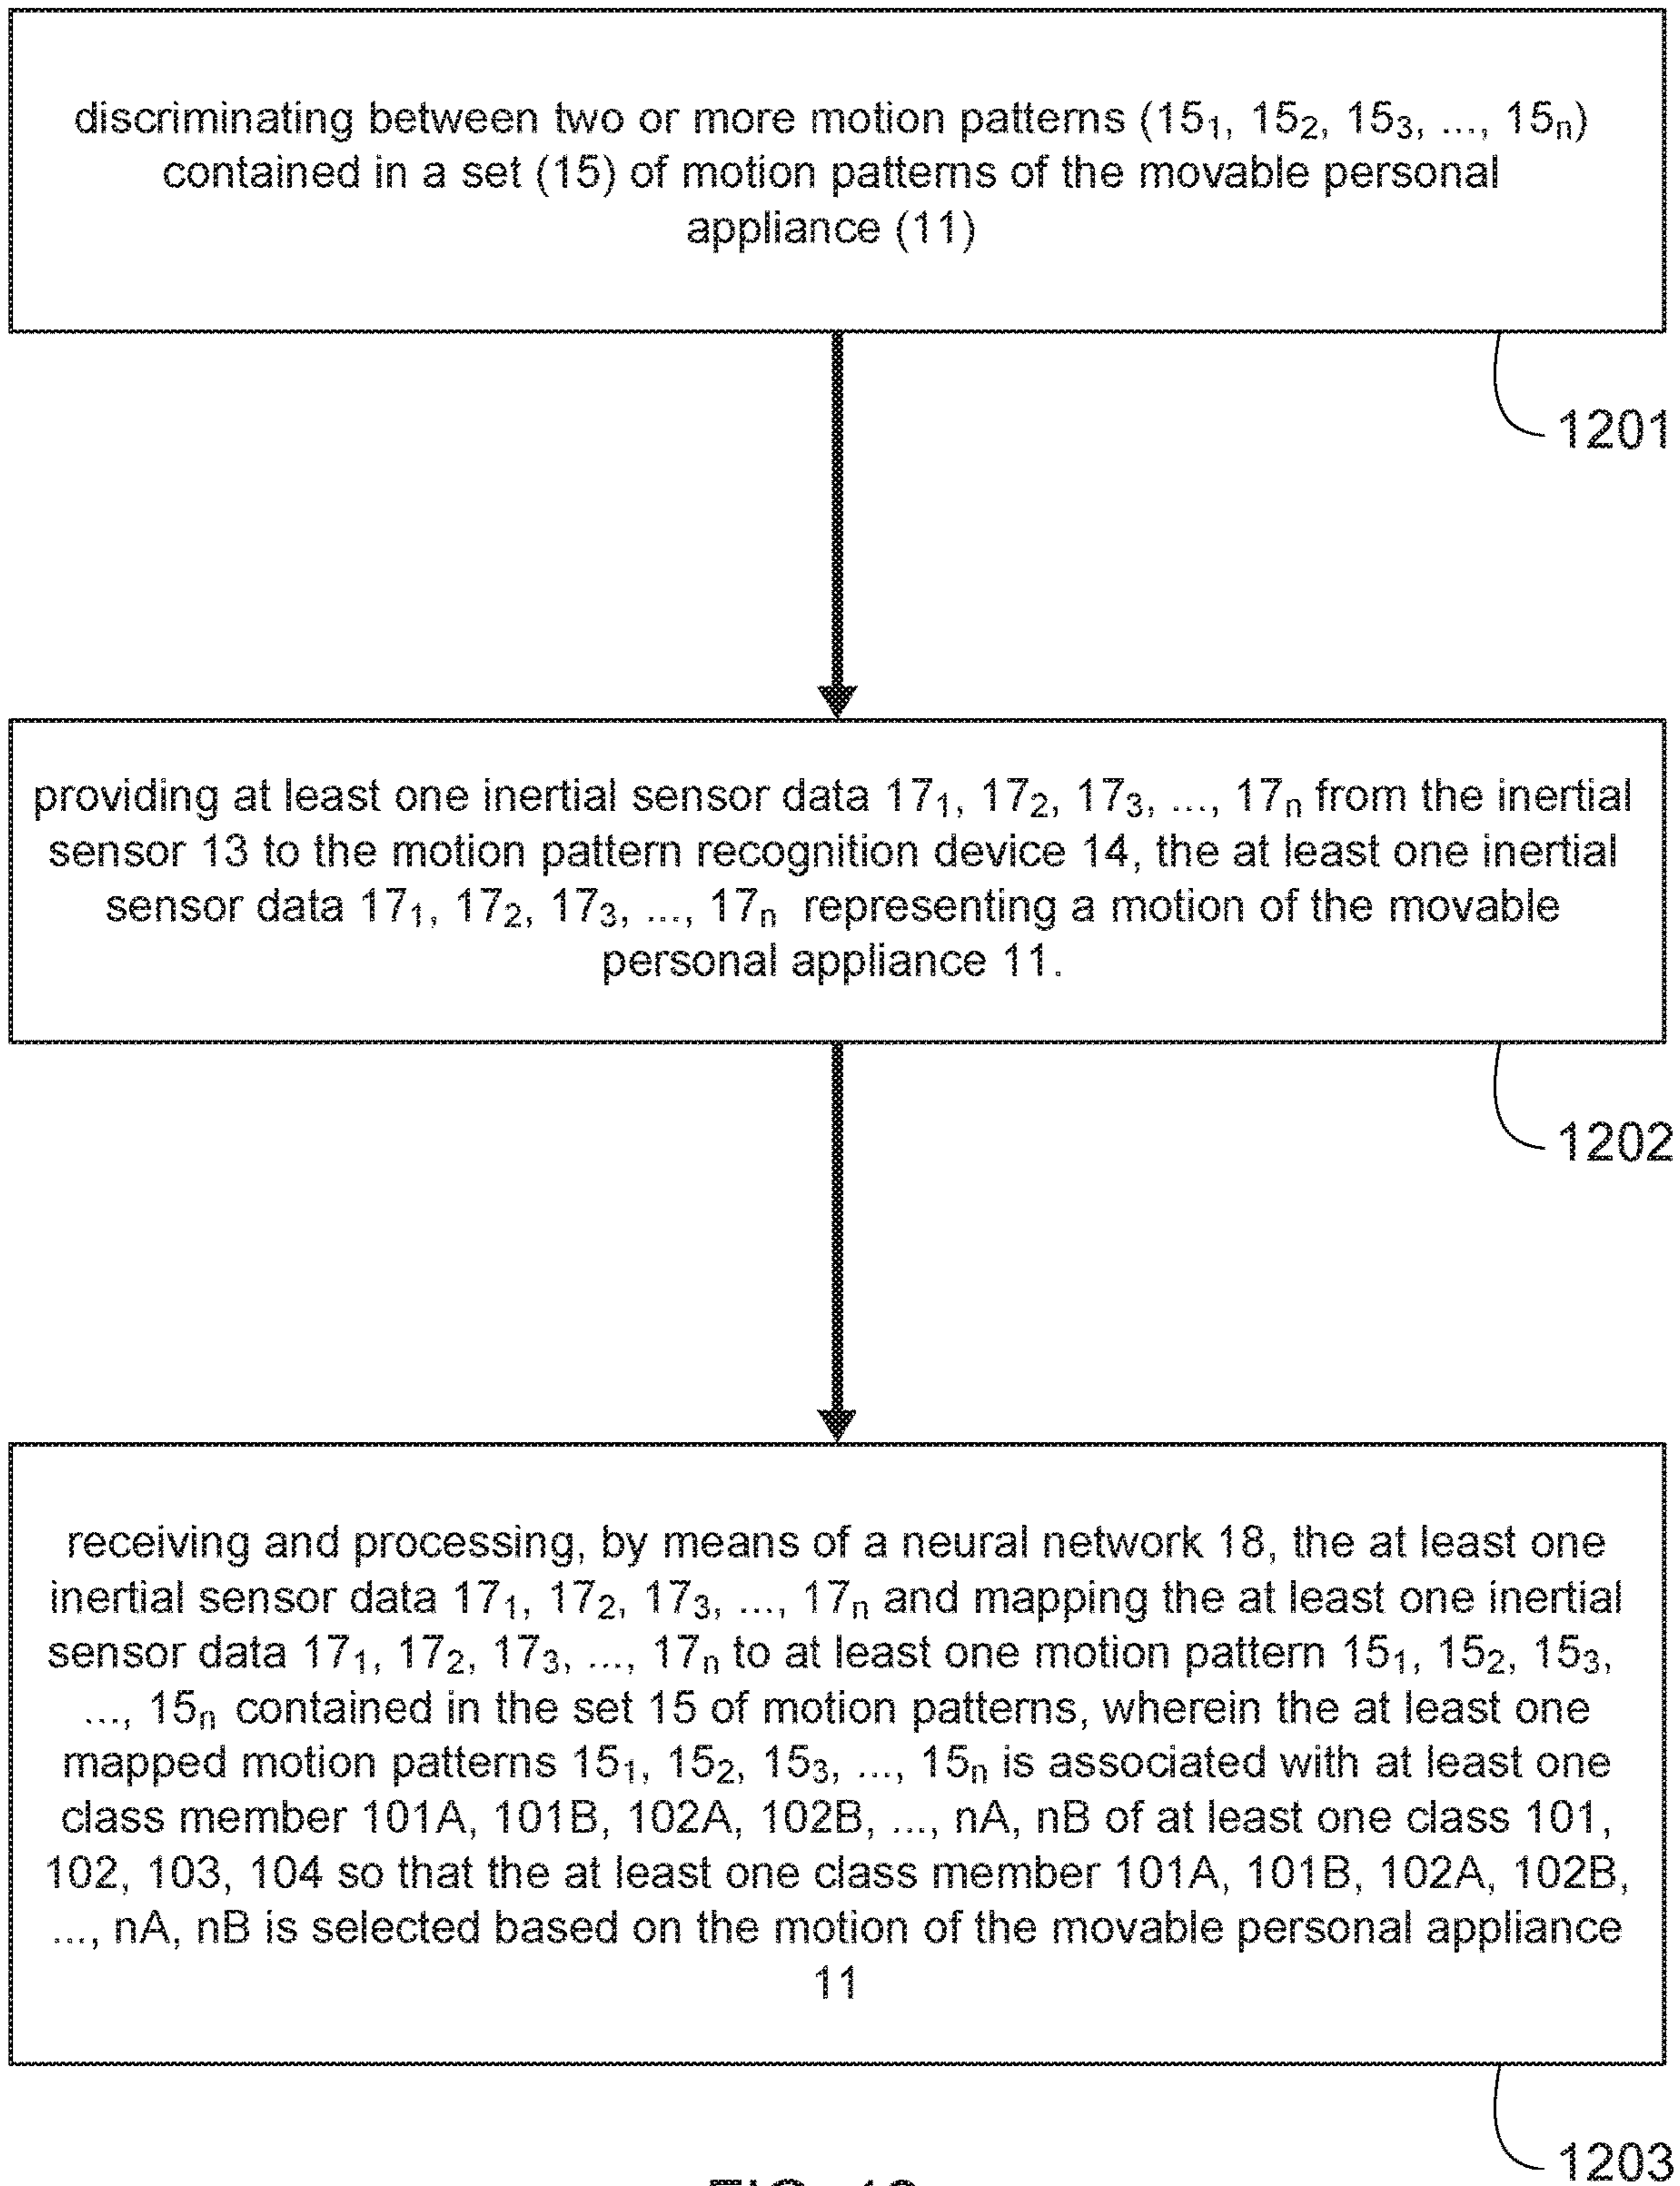 discriminating between two or more motion patterns (15₁, 15₂, 15₃, ..., 15ₙ)
contained in a set (15) of motion patterns of the movable personal
appliance (11)
1201
providing at least one inertial sensor data 17₁, 17₂, 17₃, ..., 17ₙ from the inertial
sensor 13 to the motion pattern recognition device 14, the at least one inertial
sensor data 17₁, 17₂, 17₃, ..., 17ₙ representing a motion of the movable
personal appliance 11.
1202
receiving and processing, by means of a neural network 18, the at least one
inertial sensor data 17₁, 17₂, 17₃, ..., 17ₙ and mapping the at least one inertial
sensor data 17₁, 17₂, 17₃, ..., 17ₙ to at least one motion pattern 15₁, 15₂, 15₃,
..., 15ₙ contained in the set 15 of motion patterns, wherein the at least one
mapped motion patterns 15₁, 15₂, 15₃, ..., 15ₙ is associated with at least one
class member 101A, 101B, 102A, 102B, ..., nA, nB of at least one class 101,
102, 103, 104 so that the at least one class member 101A, 101B, 102A, 102B,
..., nA, nB is selected based on the motion of the movable personal appliance
11
1203